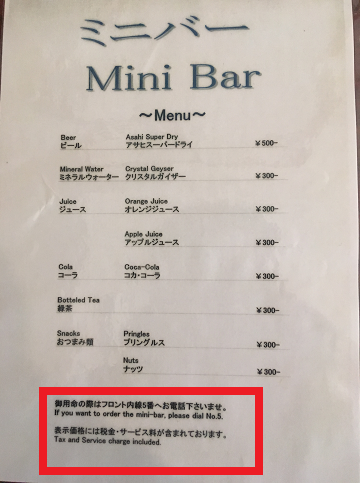 ミニバー
Mini Bar
～Menu～
Beer Asahi Super Dry
ビール アサヒスーパードライ ￥500-
Mineral Water Crystal Geyser
ミネラルウォーター クリスタルガイザー ￥300-
Juice Orange Juice
ジュース オレンジジュース ￥300-
Apple Juice
アップルジュース ￥300-
Cola Coca-Cola
コーラ コカ・コーラ ￥300-
Botteled Tea
緑茶 ￥300-
Snacks Pringles
おつまみ類 プリングルス ￥300-
Nuts
ナッツ ￥300-
御用命の際はフロント内線5番へお電話下さいませ。
If you want to order the mini-bar, please dial No.5.
表示価格には税金・サービス料が含まれております。
Tax and Service charge included.